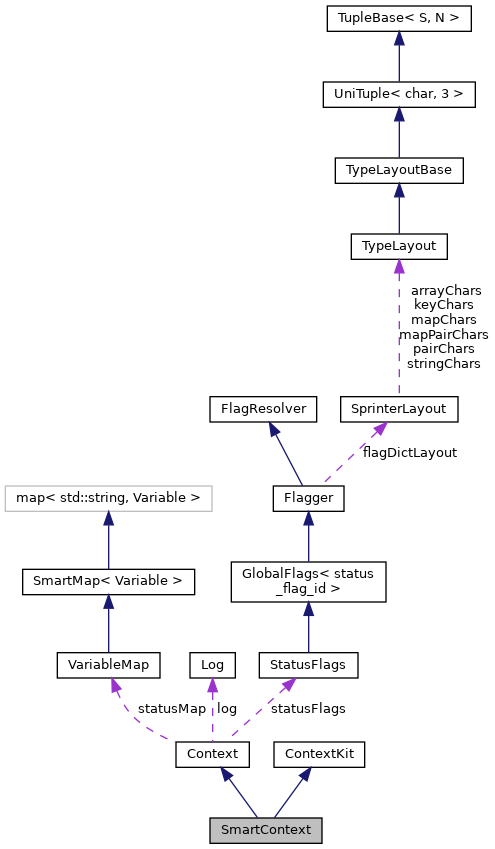 TupleBase< S, N >
UniTuple< char, 3 >
TypeLayoutBase
TypeLayout
arrayChars
keyChars
mapChars
mapPairChars
pairChars
stringChars
FlagResolver
SprinterLayout
flagDictLayout
map< std::string, Variable >
Flagger
SmartMap< Variable >
GlobalFlags< status
_flag_id >
VariableMap
Log
StatusFlags
statusMap
log
statusFlags
Context
ContextKit
SmartContext